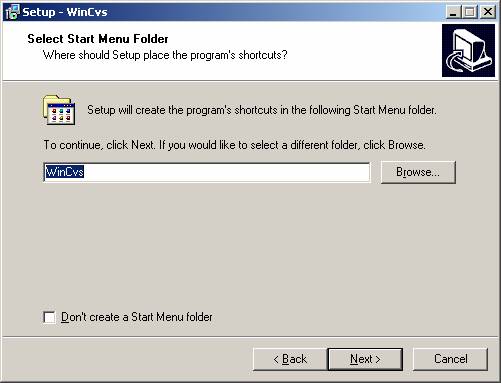 Setup - WinCvs
Select Start Menu Folder
Where should Setup place the program's shortcuts?
Setup will create the program's shortcuts in the following Start Menu folder.
To continue, click Next. If you would like to select a different folder, click Browse.
WinCvs
Browse...
Don't create a Start Menu folder
< Back
Next >
Cancel